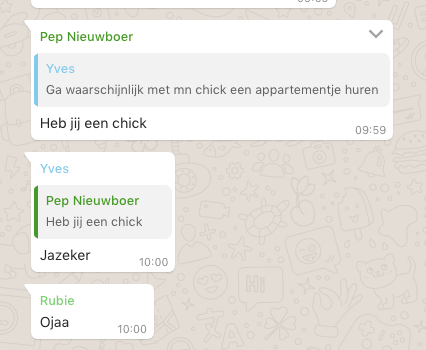 Pep Nieuwboer
Yves
Ga waarschijnlijk met mn chick een appartementje huren
Heb jij een chick
09:59
Yves
Pep Nieuwboer
Heb jij een chick
Jazeker
10:00
Rubie
Ojaa
10:00